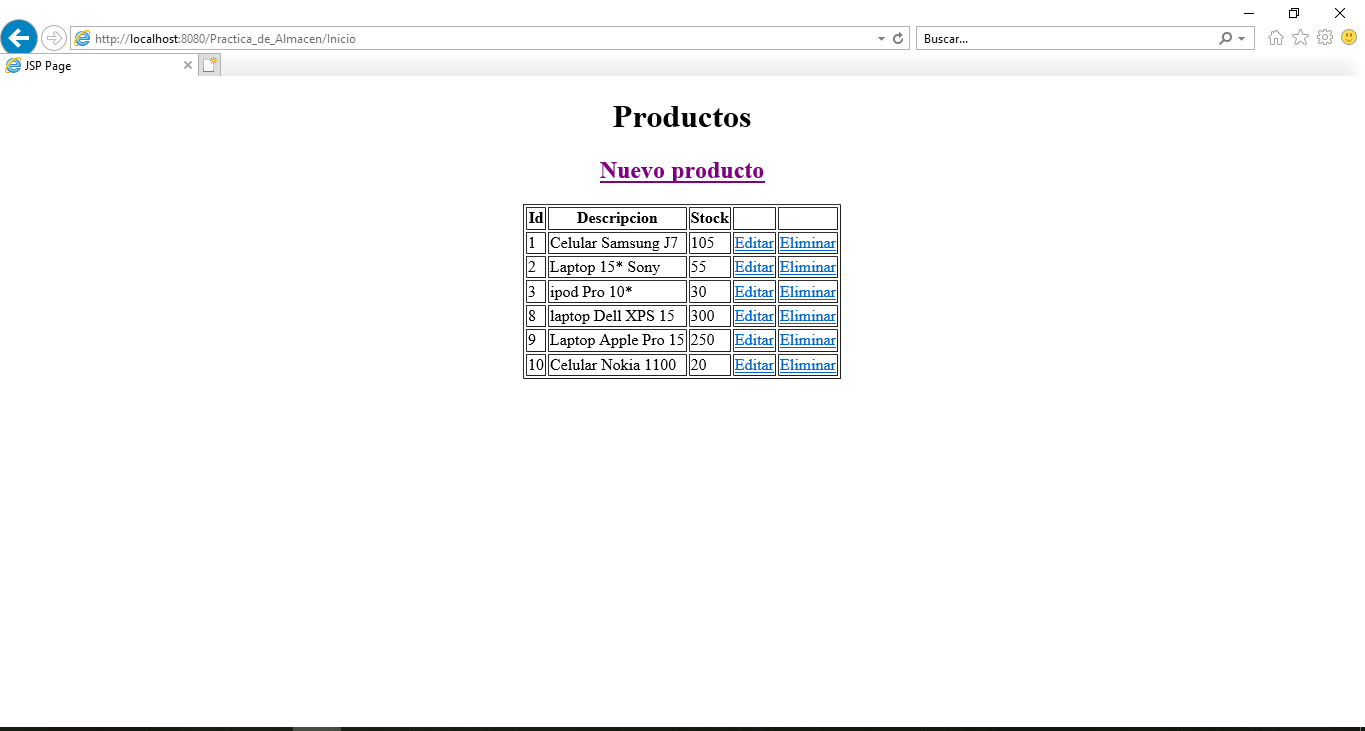 http://localhost:8080/Practica_de_Almacen/Inicio
Buscar...
JSP Page
Productos
Nuevo producto
Id Descripcion Stock
1 Celular Samsung J7 105 Editar Eliminar
2 Laptop 15* Sony 55 Editar Eliminar
3 ipod Pro 10* 30 Editar Eliminar
8 laptop Dell XPS 15 300 Editar Eliminar
9 Laptop Apple Pro 15 250 Editar Eliminar
10 Celular Nokia 1100 20 Editar Eliminar